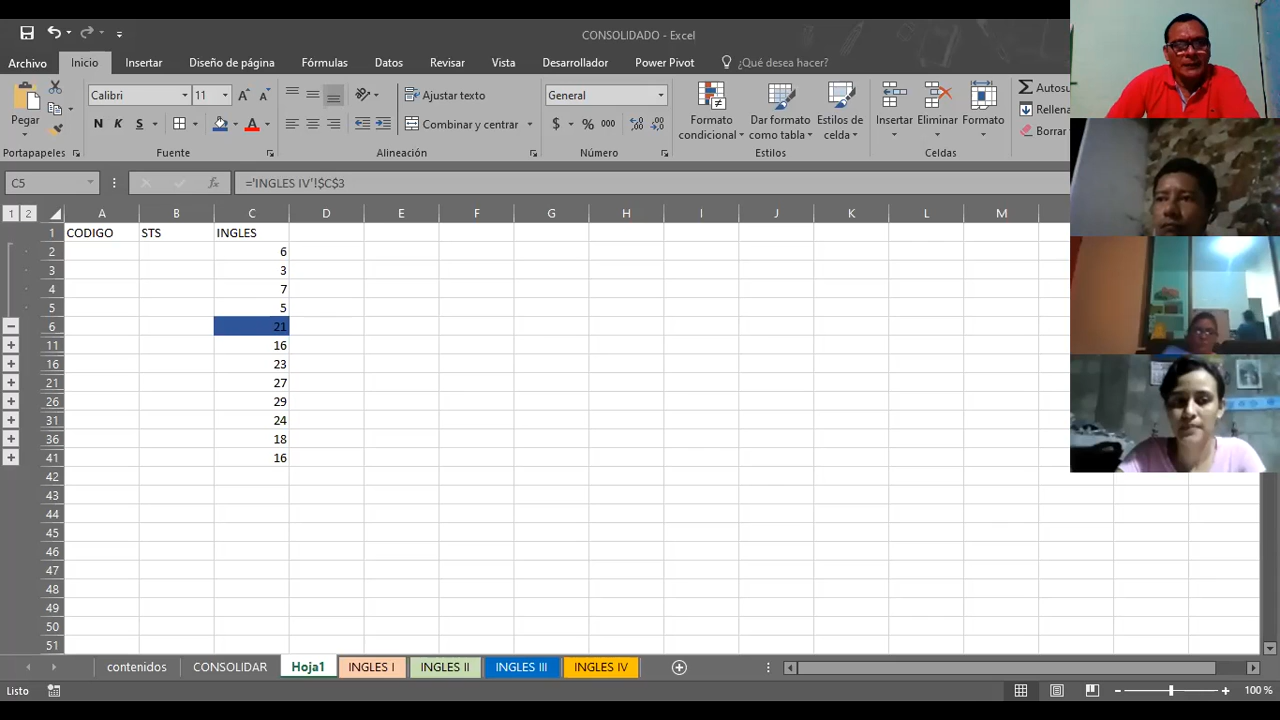 CONSOLIDADO - Excel
Archivo Inicio Insertar Diseño de página Fórmulas Datos Revisar Vista Desarrollador Power Pivot ¿Qué desea hacer?
Pegar Calibri 11 A A Ajustar texto General Formato condicional Dar formato como tabla Estilos de celda Insertar Eliminar Formato Autosu
N K S A Combinar y centrar $ % 000 Rellena
Borrar
Portapapeles Fuente Alineación Número Estilos Celdas
C5 fx ='INGLES IV'!$C$3
1 2 A B C D E F G H I J K L M
1 CODIGO STS INGLES
2 6
3 3
4 7
5 5
6 21
11 16
16 23
21 27
26 29
31 24
36 18
41 16
42
43
44
45
46
47
48
49
50
51
contenidos CONSOLIDAR Hoja1 INGLES I INGLES II INGLES III INGLES IV
Listo 100 %